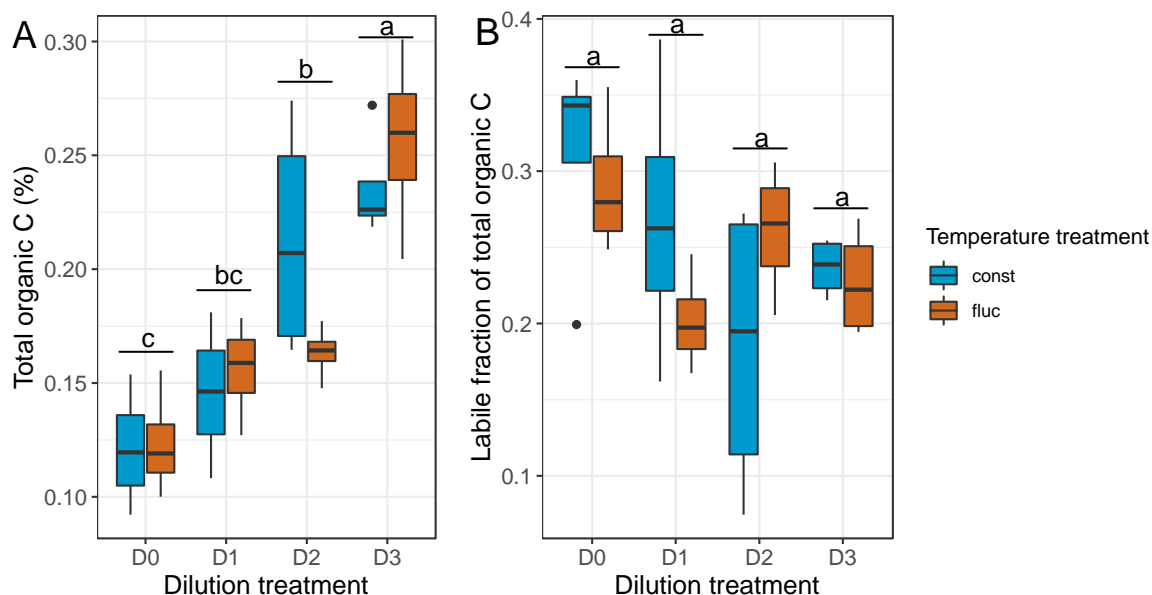 A
Total organic C (%)
0.30
0.25
0.20
0.15
0.10
c
bc
b
a
D0 D1 D2 D3
Dilution treatment
B
Labile fraction of total organic C
0.4
0.3
0.2
0.1
a
a
a
a
D0 D1 D2 D3
Dilution treatment
Temperature treatment
const
fluc